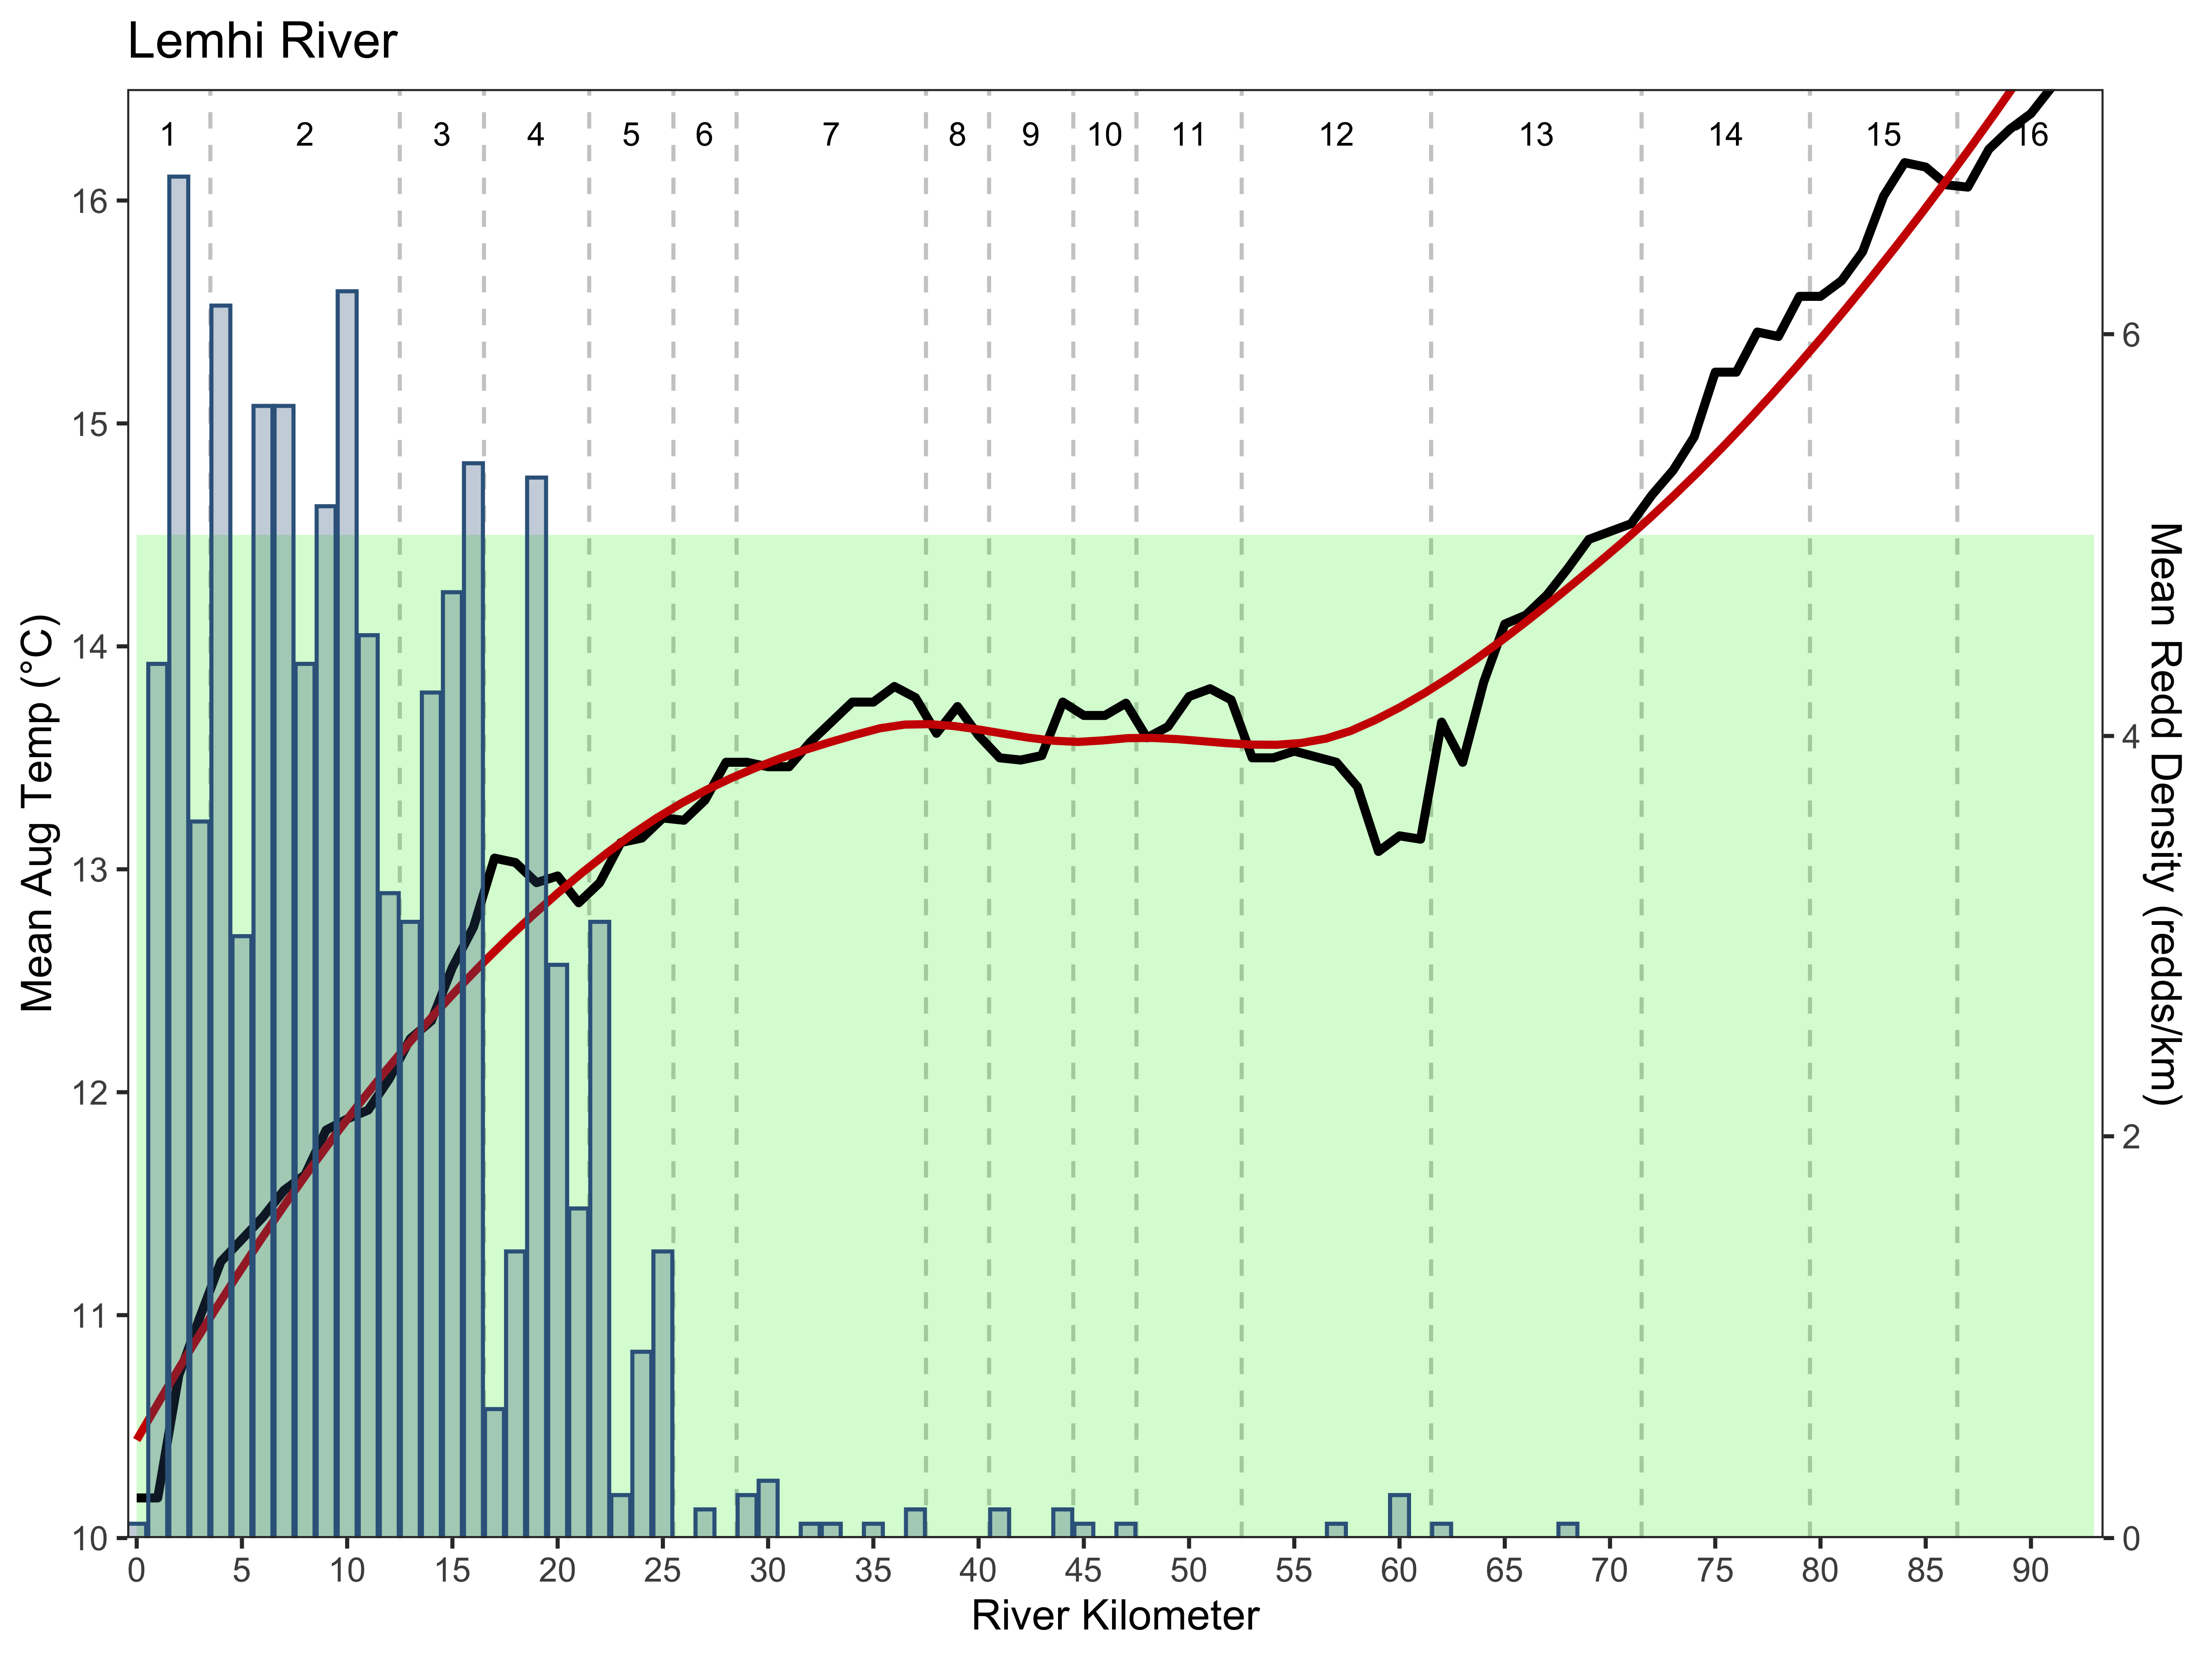 Lemhi River
1 2 3 4 5 6 7 8 9 10 11 12 13 14 15 16
16
15
14
13
12
11
10
Mean Aug Temp (°C)
6
4
2
0
Mean Redd Density (redds/km)
0 5 10 15 20 25 30 35 40 45 50 55 60 65 70 75 80 85 90
River Kilometer